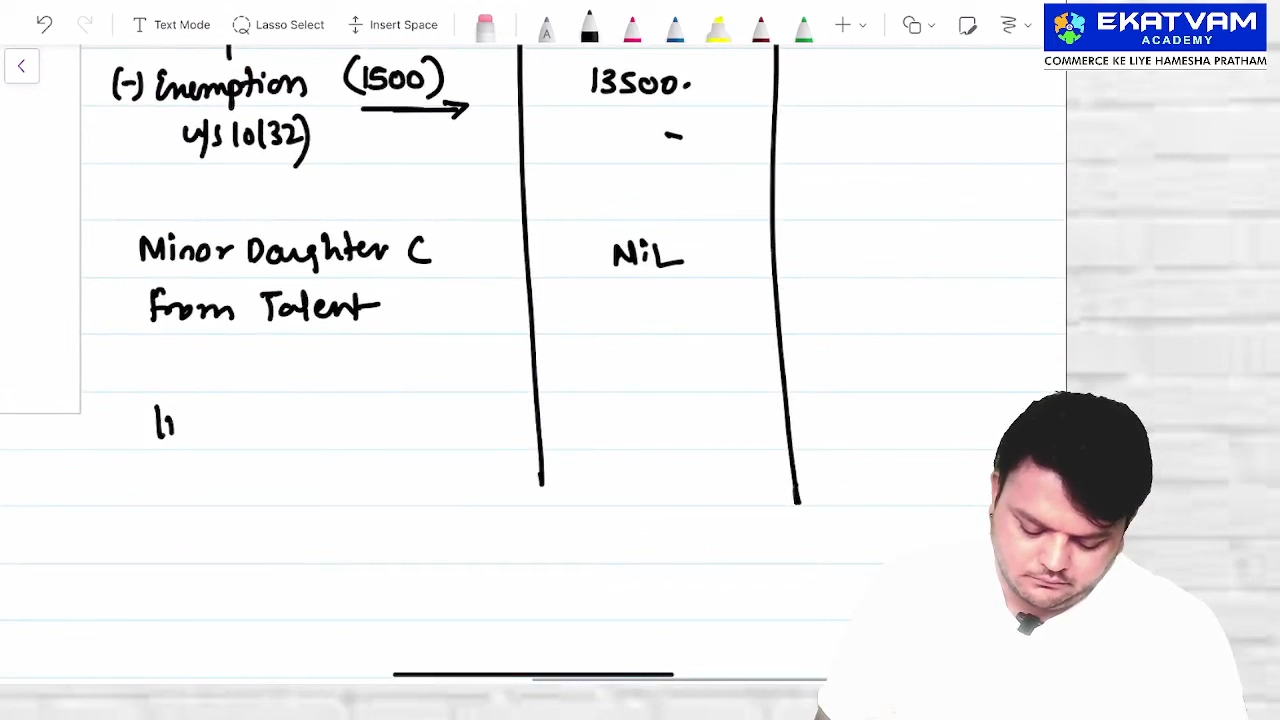 Text Mode Lasso Select Insert Space
EKATVAM
ACADEMY
COMMERCE KE LIYE HAMESHA PRATHAM
(-) Exemption (1500) 13500.
u/s 10(32) -
Minor Daughter C NiL
from Talent